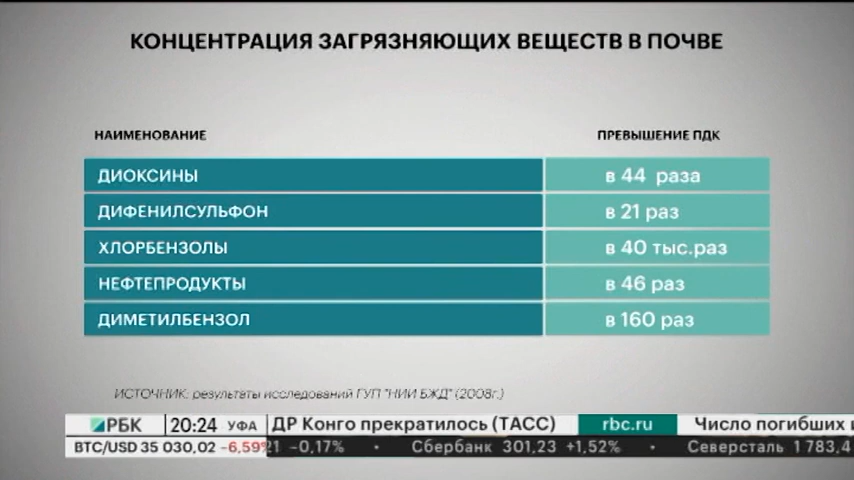 КОНЦЕНТРАЦИЯ ЗАГРЯЗНЯЮЩИХ ВЕЩЕСТВ В ПОЧВЕ
НАИМЕНОВАНИЕ ПРЕВЫШЕНИЕ ПДК
ДИОКСИНЫ в 44 раза
ДИФЕНИЛСУЛЬФОН в 21 раз
ХЛОРБЕНЗОЛЫ в 40 тыс.раз
НЕФТЕПРОДУКТЫ в 46 раз
ДИМЕТИЛБЕНЗОЛ в 160 раз
ИСТОЧНИК: результаты исследований ГУП "НИИ БЖД" (2008г.)
РБК 20:24 УФА ДР Конго прекратилось (ТАСС) rbc.ru Число погибших
BTC/USD 35 030,02 -6,59% -0,17% • Сбербанк 301,23 +1,52% • Северсталь 1 783,4